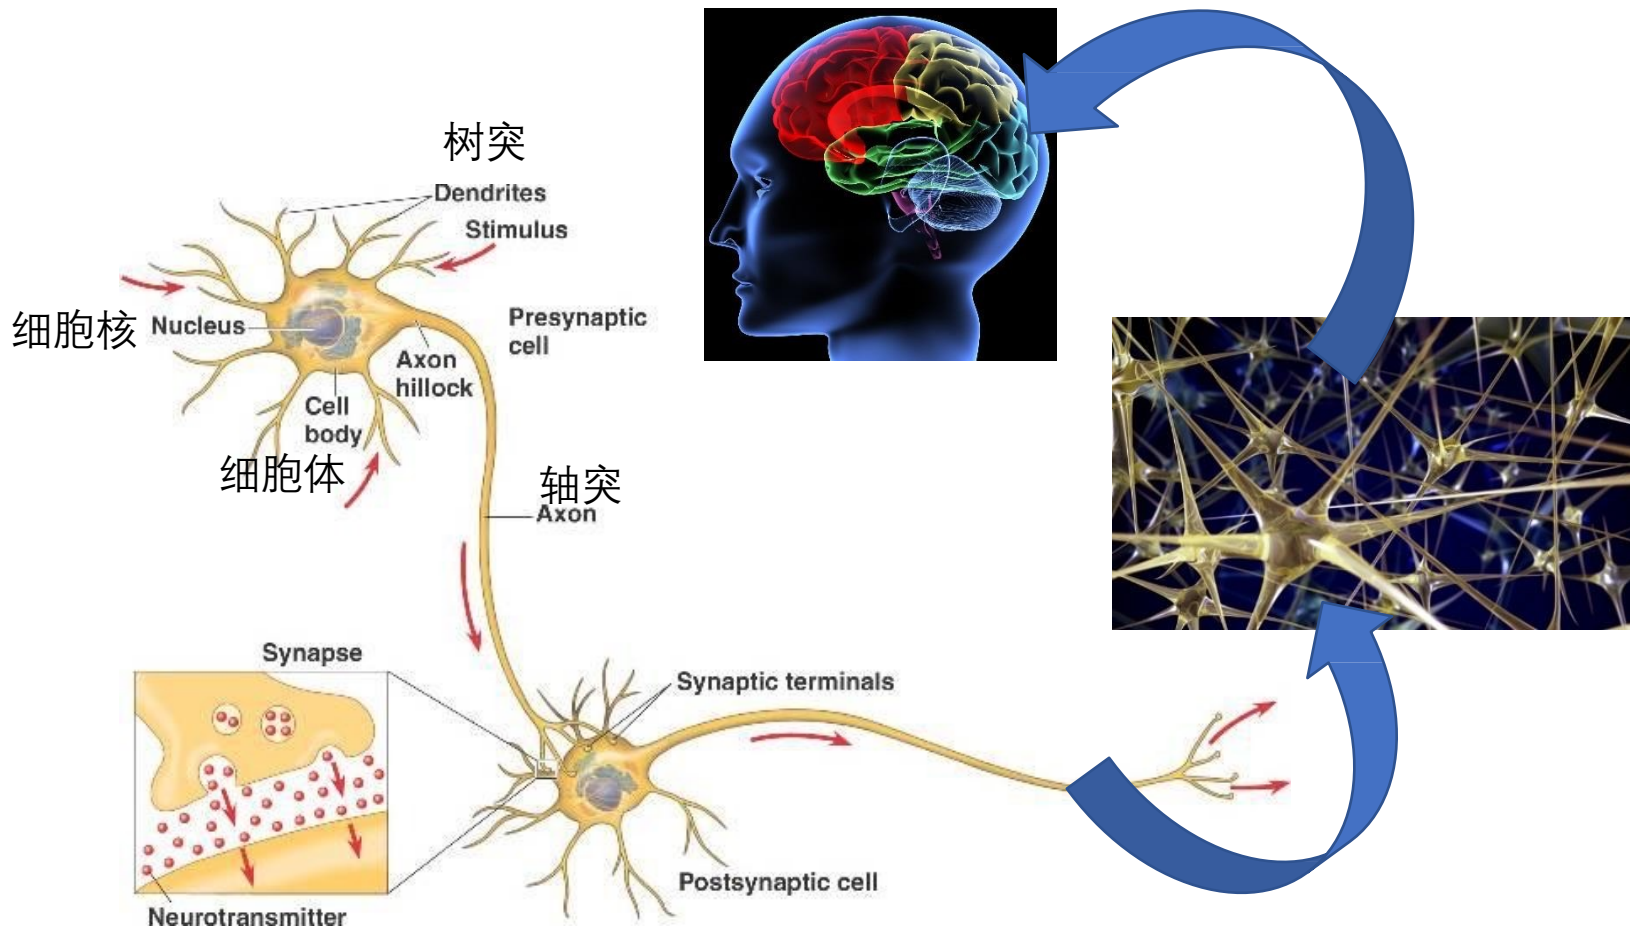 树突
Dendrites
Stimulus
细胞核
Nucleus
Presynaptic
cell
Axon
hillock
Cell
body
细胞体
轴突
Axon
Synapse
Synaptic terminals
Postsynaptic cell
Neurotransmitter